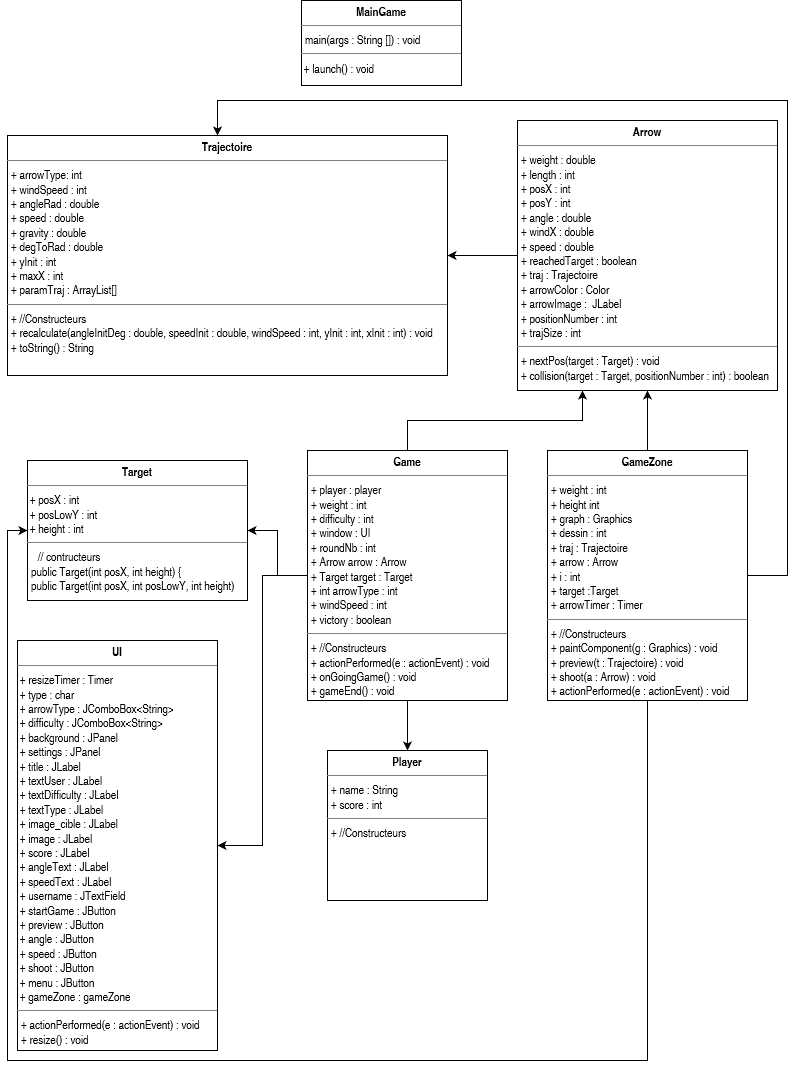 MainGame
main(args : String []) : void
+ launch() : void
Trajectoire
+ arrowType: int
+ windSpeed : int
+ angleRad : double
+ speed : double
+ gravity : double
+ degToRad : double
+ yInit : int
+ maxX : int
+ paramTraj : ArrayList[]
+ //Constructeurs
+ recalculate(angleInitDeg : double, speedInit : double, windSpeed : int, yInit : int, xInit : int) : void
+ toString() : String
Arrow
+ weight : double
+ length : int
+ posX : int
+ posY : int
+ angle : double
+ windX : double
+ speed : double
+ reachedTarget : boolean
+ traj : Trajectoire
+ arrowColor : Color
+ arrowImage : JLabel
+ positionNumber : int
+ trajSize : int
+ nextPos(target : Target) : void
+ collision(target : Target, positionNumber : int) : boolean
Target
+ posX : int
+ posLowY : int
+ height : int
// contructeurs
public Target(int posX, int height) {
public Target(int posX, int posLowY, int height)
Game
+ player : player
+ weight : int
+ difficulty : int
+ window : UI
+ roundNb : int
+ Arrow arrow : Arrow
+ Target target : Target
+ int arrowType : int
+ windSpeed : int
+ victory : boolean
+ //Constructeurs
+ actionPerformed(e : actionEvent) : void
+ onGoingGame() : void
+ gameEnd() : void
GameZone
+ weight : int
+ height int
+ graph : Graphics
+ dessin : int
+ traj : Trajectoire
+ arrow : Arrow
+ i : int
+ target :Target
+ arrowTimer : Timer
+ //Constructeurs
+ paintComponent(g : Graphics) : void
+ preview(t : Trajectoire) : void
+ shoot(a : Arrow) : void
+ actionPerformed(e : actionEvent) : void
UI
+ resizeTimer : Timer
+ type : char
+ arrowType : JComboBox<String>
+ difficulty : JComboBox<String>
+ background : JPanel
+ settings : JPanel
+ title : JLabel
+ textUser : JLabel
+ textDifficulty : JLabel
+ textType : JLabel
+ image_cible : JLabel
+ image : JLabel
+ score : JLabel
+ angleText : JLabel
+ speedText : JLabel
+ username : JTextField
+ startGame : JButton
+ preview : JButton
+ angle : JButton
+ speed : JButton
+ shoot : JButton
+ menu : JButton
+ gameZone : gameZone
+ actionPerformed(e : actionEvent) : void
+ resize() : void
Player
+ name : String
+ score : int
+ //Constructeurs